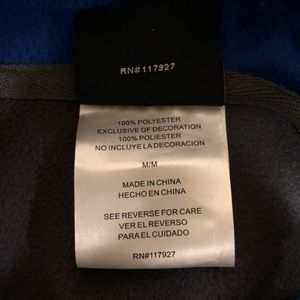 RN#117927
100% POLYESTER
EXCLUSIVE OF DECORATION
100% POLIESTER
NO INCLUYE LA DECORACION
M/M
MADE IN CHINA
HECHO EN CHINA
SEE REVERSE FOR CARE
VER EL REVERSO
PARA EL CUIDADO
RN#117927